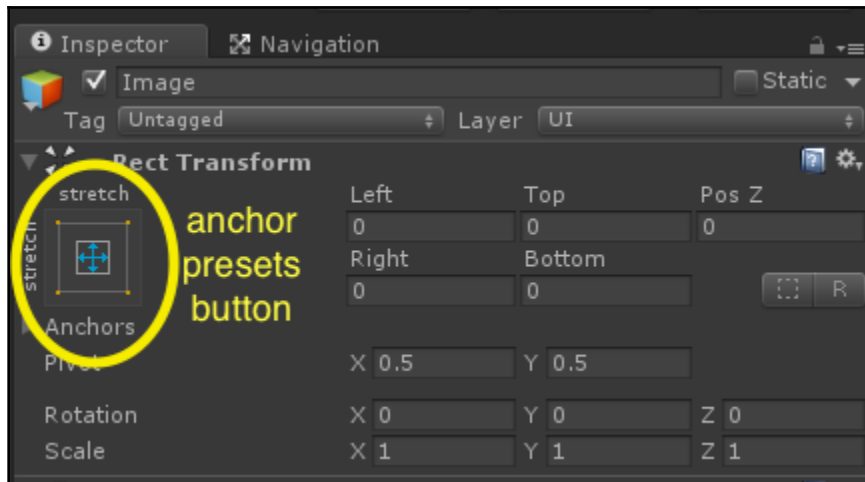 Inspector Navigation
Image Static
Tag Untagged Layer UI
Rect Transform
stretch Left Top Pos Z
stretch 0 0 0
anchor presets button
Right Bottom
0 0 R
Anchors
Pivot X 0.5 Y 0.5
Rotation X 0 Y 0 Z 0
Scale X 1 Y 1 Z 1